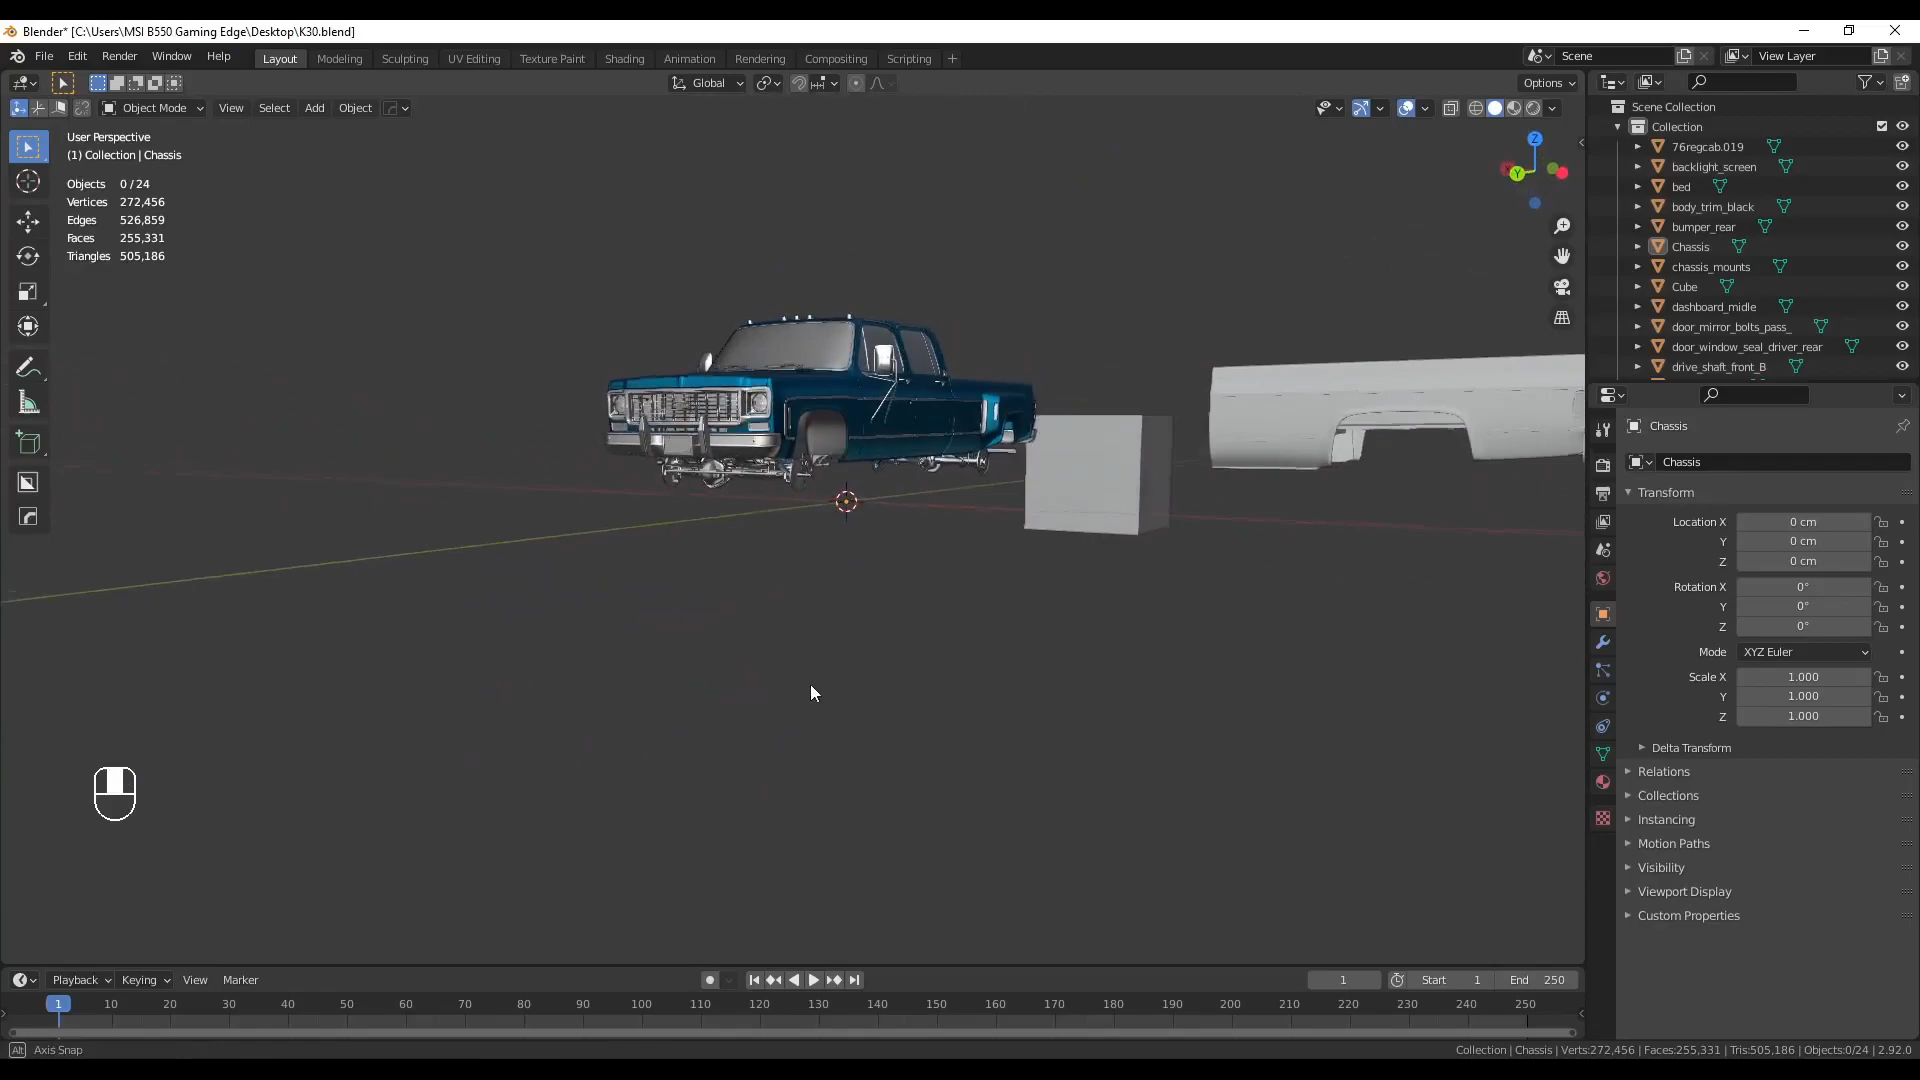 Blender* [C:\Users\MSI B550 Gaming Edge\Desktop\K30.blend]
File Edit Render Window Help
Layout Modeling Sculpting UV Editing Texture Paint Shading Animation Rendering Compositing Scripting
Scene
View Layer
Global
Options
Object Mode View Select Add Object
User Perspective
(1) Collection | Chassis
Objects 0 / 24
Vertices 272,456
Edges 526,859
Faces 255,331
Triangles 505,186
Z
Y
Scene Collection
Collection
76regcab.019
backlight_screen
bed
body_trim_black
bumper_rear
Chassis
chassis_mounts
Cube
dashboard_midle
door_mirror_bolts_pass_
door_window_seal_driver_rear
drive_shaft_front_B
Chassis
Chassis
Transform
Location X 0 cm
Y 0 cm
Z 0 cm
Rotation X 0°
Y 0°
Z 0°
Mode XYZ Euler
Scale X 1.000
Y 1.000
Z 1.000
Delta Transform
Relations
Collections
Instancing
Motion Paths
Visibility
Viewport Display
Custom Properties
Playback Keying View Marker
1
Start 1
End 250
1 10 20 30 40 50 60 70 80 90 100 110 120 130 140 150 160 170 180 190 200 210 220 230 240 250
Alt Axis Snap
Collection | Chassis | Verts:272,456 | Faces:255,331 | Tris:505,186 | Objects:0/24 | 2.92.0